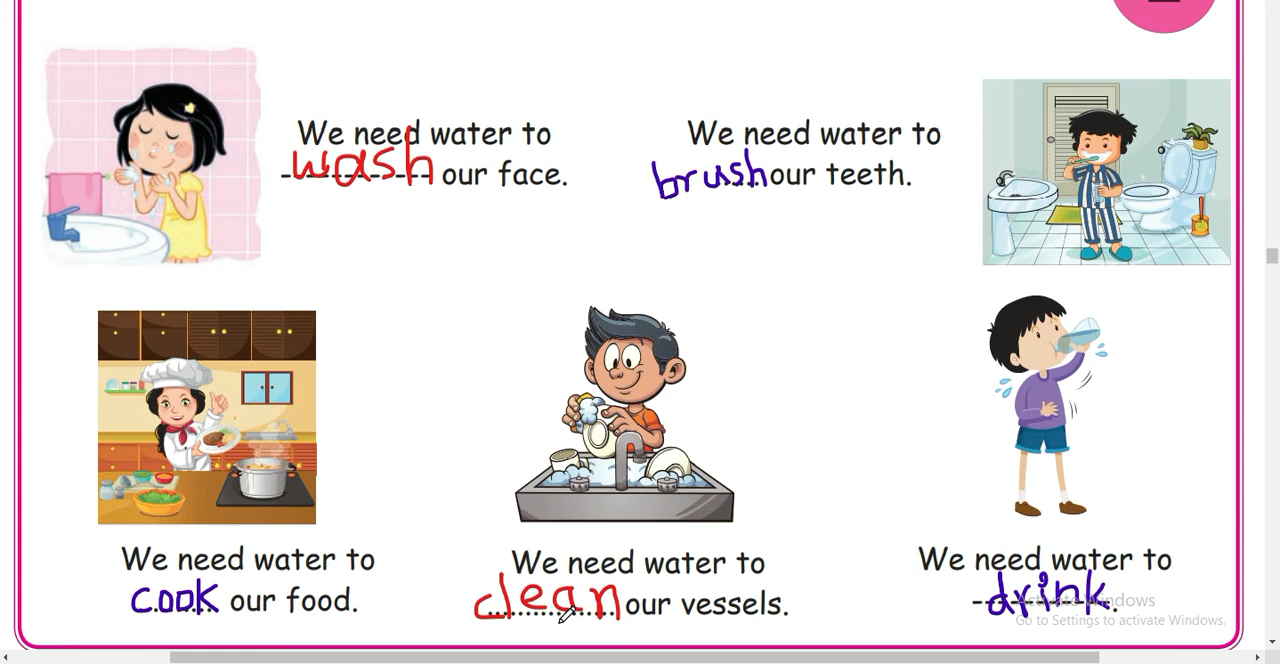 We need water to
wash our face.
We need water to
brush our teeth.
We need water to
cook our food.
We need water to
clean our vessels.
We need water to
drink.
Activate Windows
Go to Settings to activate Windows.